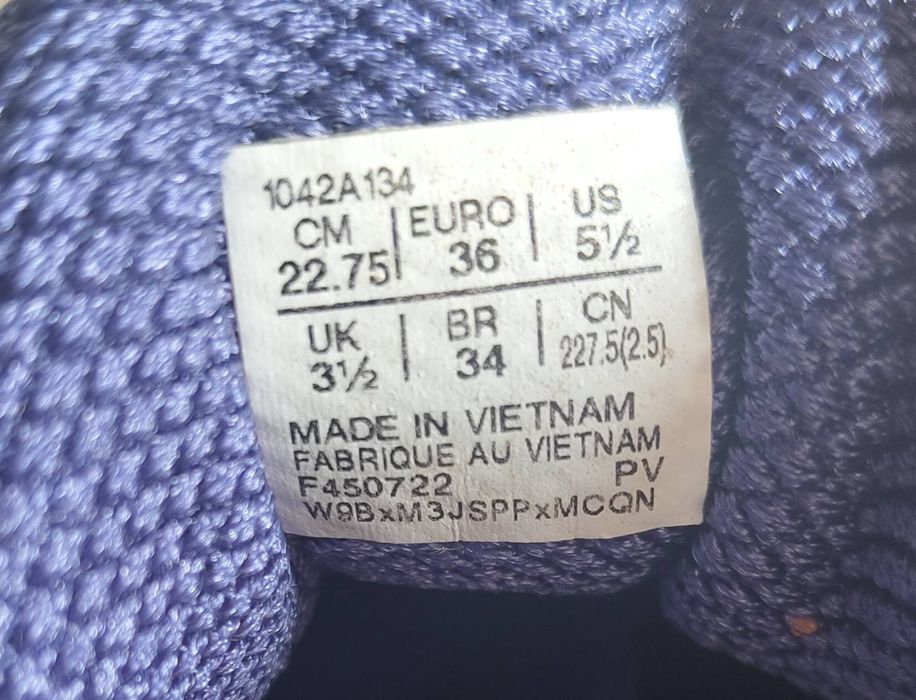 1042A134
CM | EURO | US
22.75 | 36 | 5½
UK | BR | CN
3½ | 34 | 227.5(2.5)
MADE IN VIETNAM
FABRIQUE AU VIETNAM
F450722 PV
W9BxM3JSPPxMCQN